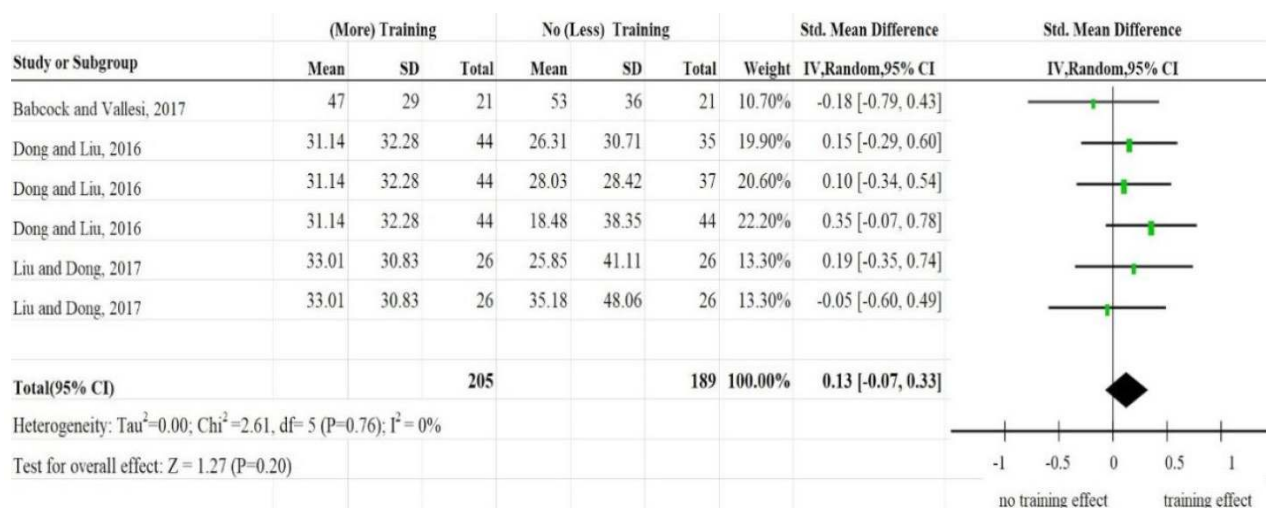 (More) Training No (Less) Training Std. Mean Difference Std. Mean Difference
Study or Subgroup Mean SD Total Mean SD Total Weight IV,Random,95% CI IV,Random,95% CI
Babcock and Vallesi, 2017 47 29 21 53 36 21 10.70% -0.18 [-0.79, 0.43]
Dong and Liu, 2016 31.14 32.28 44 26.31 30.71 35 19.90% 0.15 [-0.29, 0.60]
Dong and Liu, 2016 31.14 32.28 44 28.03 28.42 37 20.60% 0.10 [-0.34, 0.54]
Dong and Liu, 2016 31.14 32.28 44 18.48 38.35 44 22.20% 0.35 [-0.07, 0.78]
Liu and Dong, 2017 33.01 30.83 26 25.85 41.11 26 13.30% 0.19 [-0.35, 0.74]
Liu and Dong, 2017 33.01 30.83 26 35.18 48.06 26 13.30% -0.05 [-0.60, 0.49]
Total(95% CI) 205 189 100.00% 0.13 [-0.07, 0.33]
Heterogeneity: Tau²=0.00; Chi² =2.61, df= 5 (P=0.76); I² = 0%
Test for overall effect: Z = 1.27 (P=0.20)
-1 -0.5 0 0.5 1
no training effect training effect